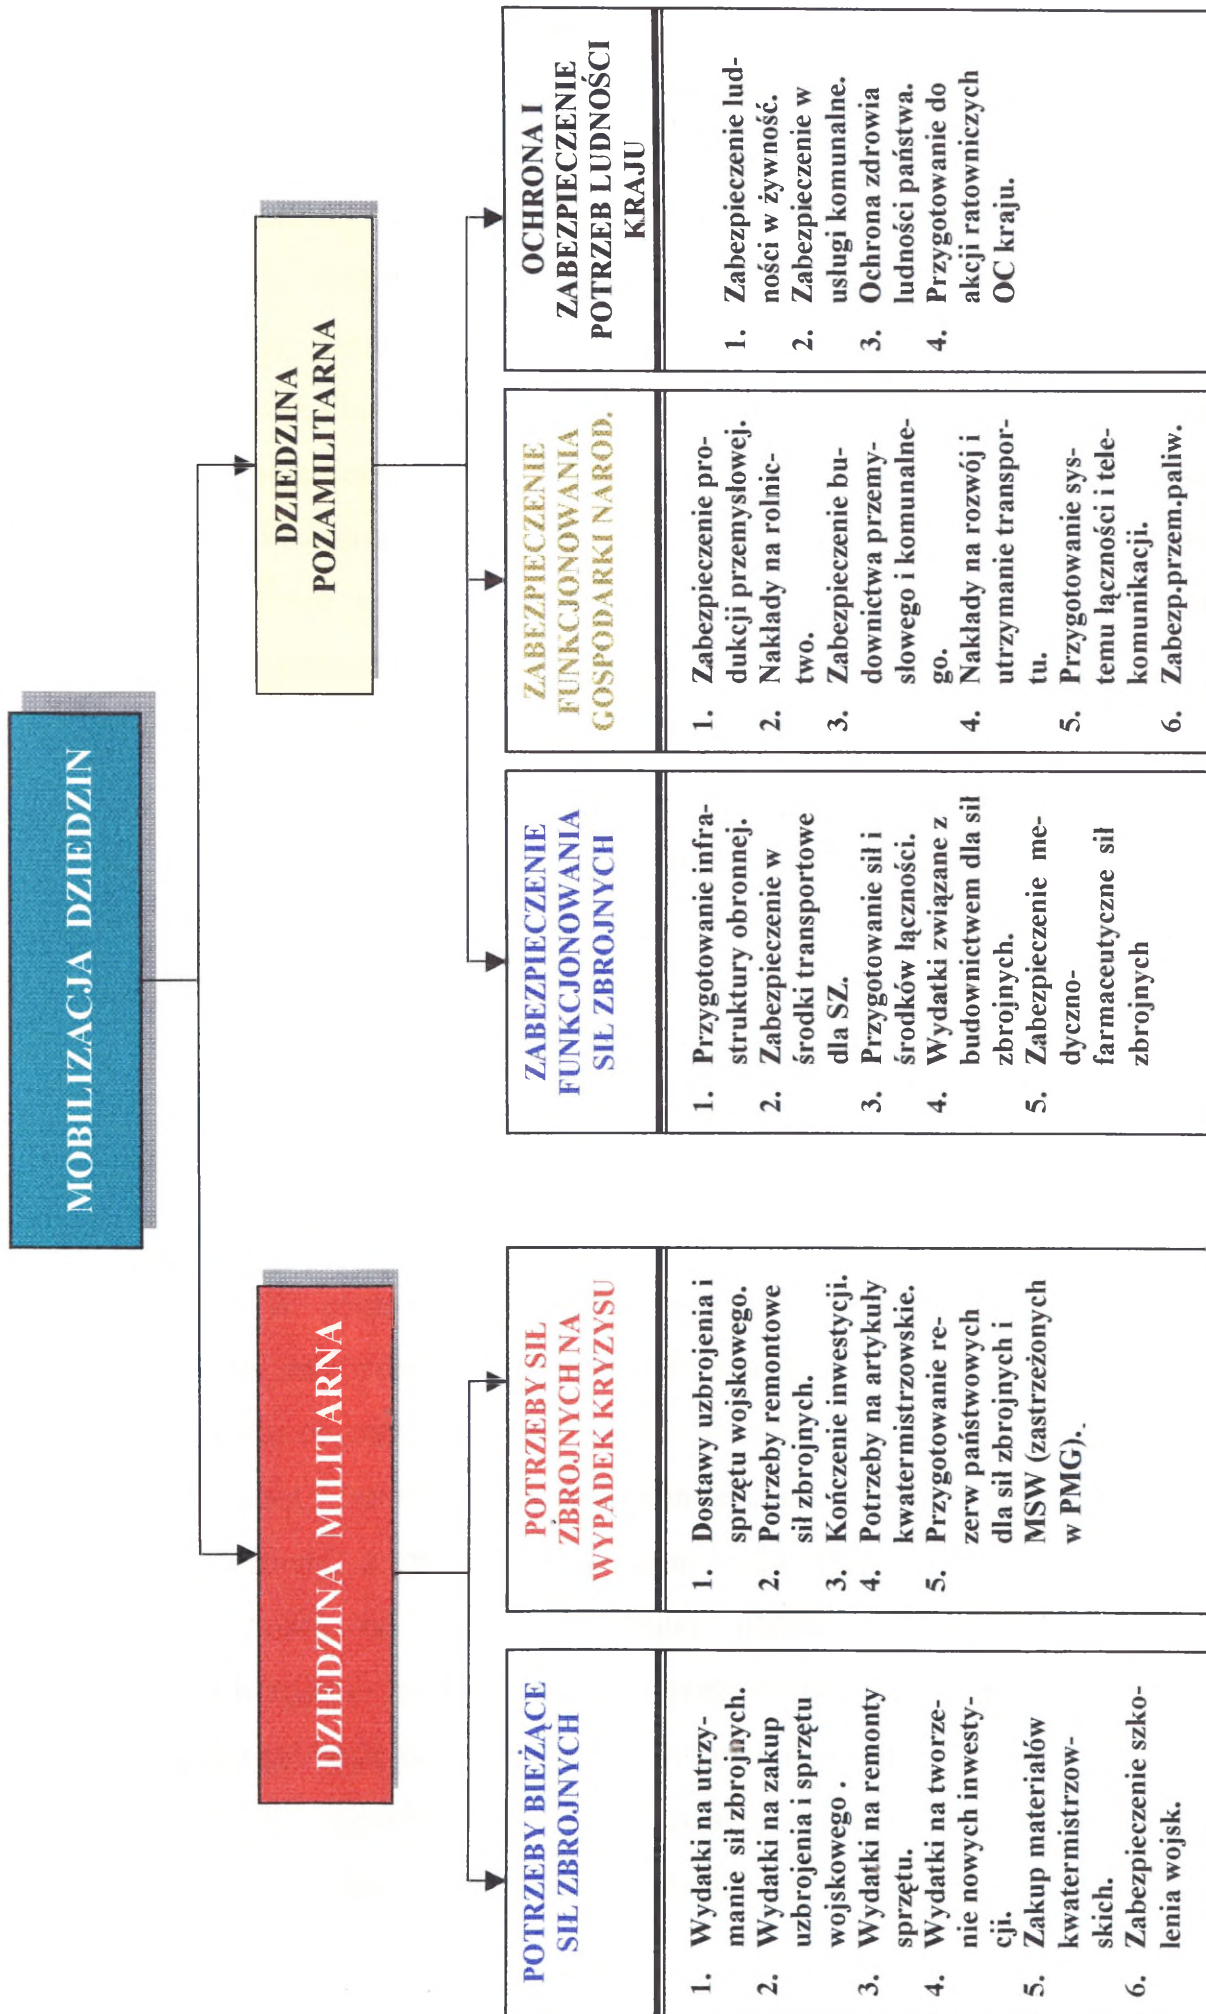 MOBILIZACJA DZIEDZIN
DZIEDZINA MILITARNA
DZIEDZINA
POZAMILITARNA
POTRZEBY BIEŻĄCE
SIŁ ZBROJNYCH
1. Wydatki na utrzy-
manie sił zbrojnych.
2. Wydatki na zakup
uzbrojenia i sprzętu
wojskowego .
3. Wydatki na remonty
sprzętu.
4. Wydatki na tworze-
nie nowych inwesty-
cji.
5. Zakup materiałów
kwatermistrzow-
skich.
6. Zabezpieczenie szko-
lenia wojsk.
POTRZEBY SIŁ
ZBROJNYCH NA
WYPADEK KRYZYSU
1. Dostawy uzbrojenia i
sprzętu wojskowego.
2. Potrzeby remontowe
sił zbrojnych.
3. Kończenie inwestycji.
4. Potrzeby na artykuły
kwatermistrzowskie.
5. Przygotowanie re-
zerw państwowych
dla sił zbrojnych i
MSW (zastrzeżonych
w PMG).
ZABEZPIECZENIE
FUNKCJONOWANIA
SIŁ ZBROJNYCH
1. Przygotowanie infra-
struktury obronnej.
2. Zabezpieczenie w
środki transportowe
dla SZ.
3. Przygotowanie sił i
środków łączności.
4. Wydatki związane z
budownictwem dla sił
zbrojnych.
5. Zabezpieczenie me-
dyczno-
farmaceutyczne sił
zbrojnych
ZABEZPIECZENIE
FUNKCJONOWANIA
GOSPODARKI NAROD.
1. Zabezpieczenie pro-
dukcji przemysłowej.
2. Nakłady na rolnic-
two.
3. Zabezpieczenie bu-
downictwa przemy-
słowego i komunalne-
go.
4. Nakłady na rozwój i
utrzymanie transpor-
tu.
5. Przygotowanie sys-
temu łączności i tele-
komunikacji.
6. Zabezp.przem.paliw.
OCHRONA I
ZABEZPIECZENIE
POTRZEB LUDNOŚCI
KRAJU
1. Zabezpieczenie lud-
ności w żywność.
2. Zabezpieczenie w
usługi komunalne.
3. Ochrona zdrowia
ludności państwa.
4. Przygotowanie do
akcji ratowniczych
OC kraju.